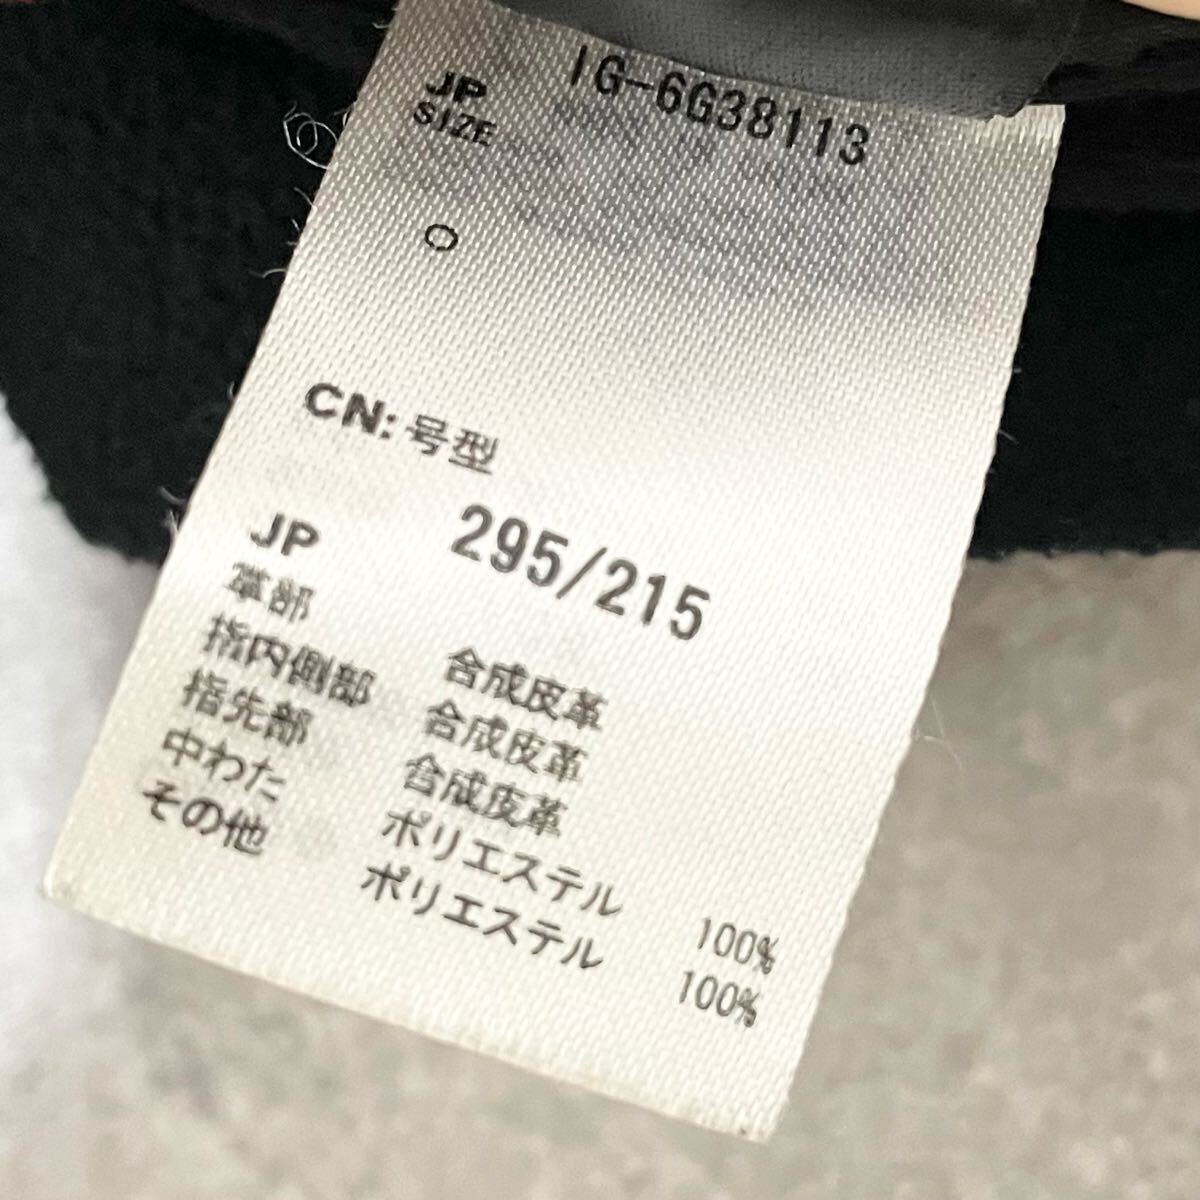 IG-6G38113
JP
SIZE
O
CN: 号型
295/215
JP
革部 合成皮革
指内側部 合成皮革
指先部 合成皮革
中わた ポリエステル 100%
その他 ポリエステル 100%